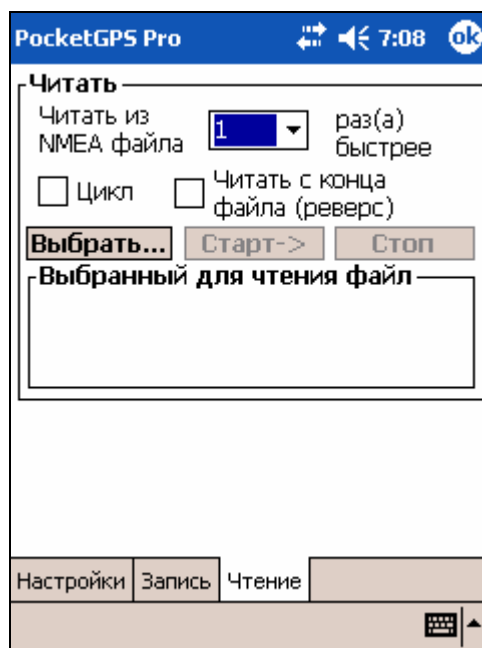 PocketGPS Pro 7:08 ok
Читать
Читать из
NMEA файла
1
раз(а)
быстрее
Цикл
Читать с конца
файла (реверс)
Выбрать... Старт-> Стоп
Выбранный для чтения файл
Настройки Запись Чтение